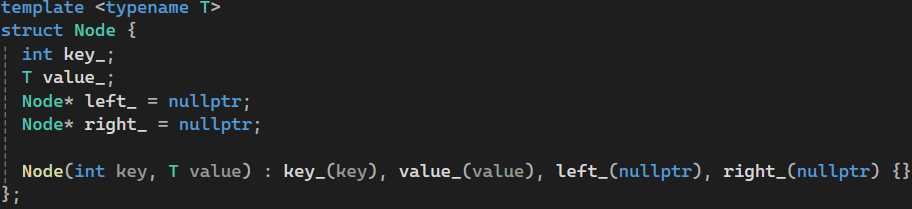 template <typename T>
struct Node {
int key_;
T value_;
Node* left_ = nullptr;
Node* right_ = nullptr;
Node(int key, T value) : key_(key), value_(value), left_(nullptr), right_(nullptr) {}
};